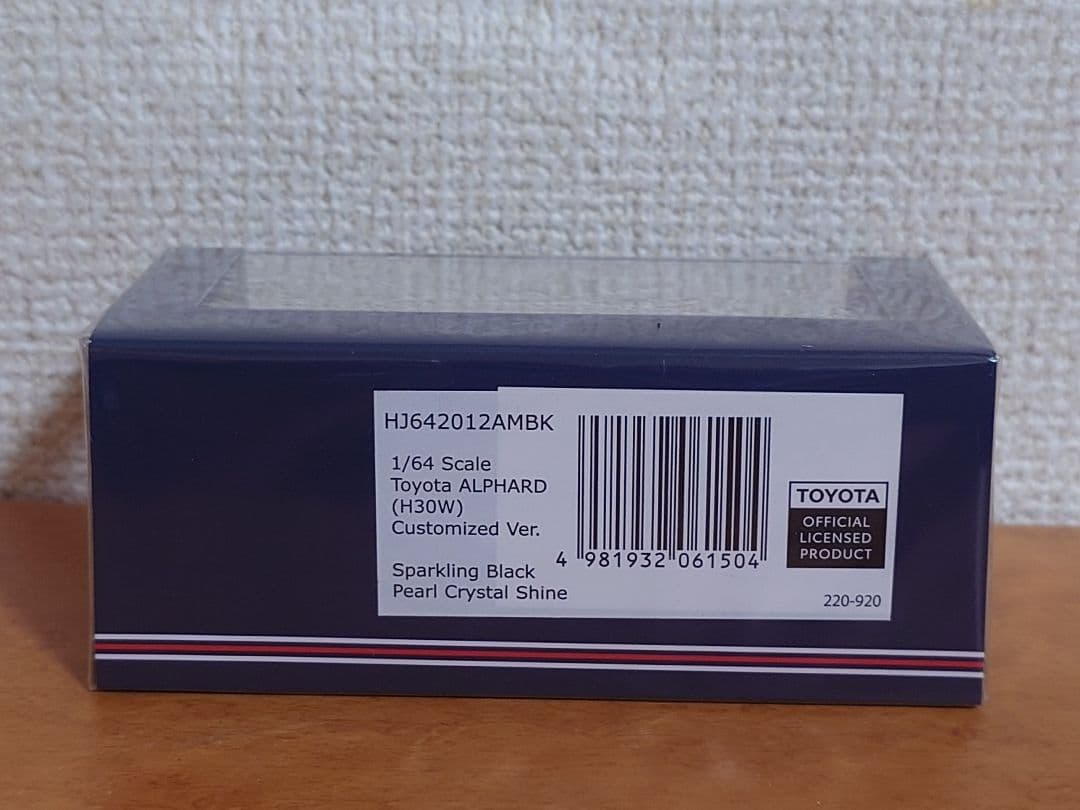 HJ642012AMBK
1/64 Scale
Toyota ALPHARD
(H30W)
Customized Ver.
Sparkling Black
Pearl Crystal Shine
4 981932 061504
TOYOTA
OFFICIAL
LICENSED
PRODUCT
220-920